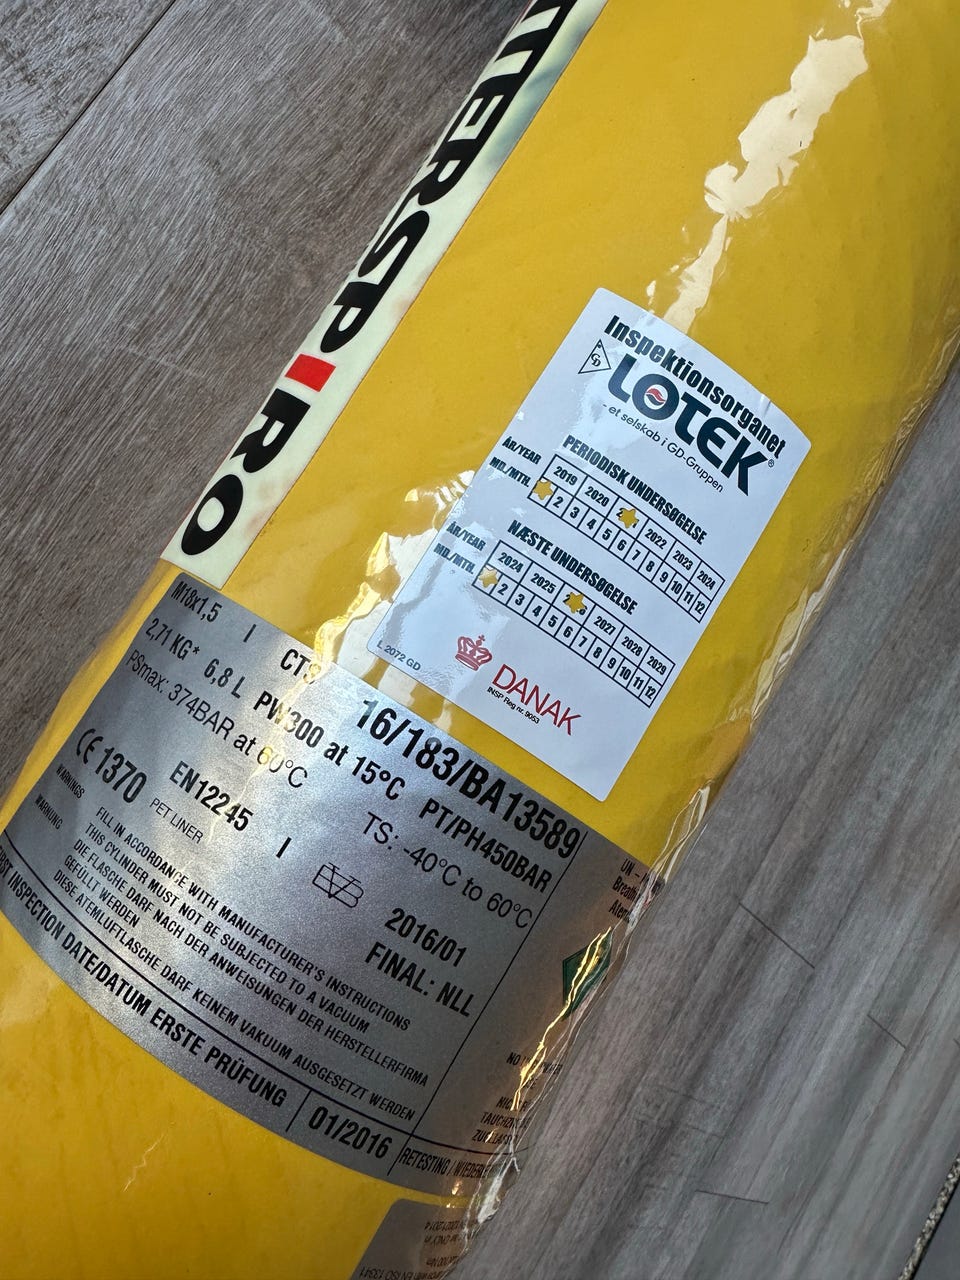 INTERSPIRO
Inspektionsorganet
GD
LOTEK®
- et selskab i GD-Gruppen
PERIODISK UNDERSØGELSE
ÅR/YEAR 2019 2020 2022 2023 2024
MD./MTH. 2 3 4 5 6 7 8 9 10 11 12
NÆSTE UNDERSØGELSE
ÅR/YEAR 2024 2025 2027 2028 2029
MD./MTH. 2 3 4 5 6 7 8 9 10 11 12
DANAK
INSP Reg nr. 9053
L 2072 GD
M18x1,5 I CTS 16/183/BA13589
2,71 KG* 6,8 L PW300 at 15°C PT/PH450BAR
PSmax: 374BAR at 60°C TS: -40°C to 60°C
CE 1370 EN12245 I 2016/01
PET LINER FINAL: NLL
WARNINGS FILL IN ACCORDANCE WITH MANUFACTURER'S INSTRUCTIONS
THIS CYLINDER MUST NOT BE SUBJECTED TO A VACUUM
WARNUNG DIE FLASCHE DARF NACH DER ANWEISUNGEN DER HERSTELLERFIRMA
GEFÜLLT WERDEN
DIESE ATEMLUFTLASCHE DARF KEINEM VAKUUM AUSGESETZT WERDEN
INSPECTION DATE/DATUM ERSTE PRÜFUNG 01/2016
RETESTING /
UN -